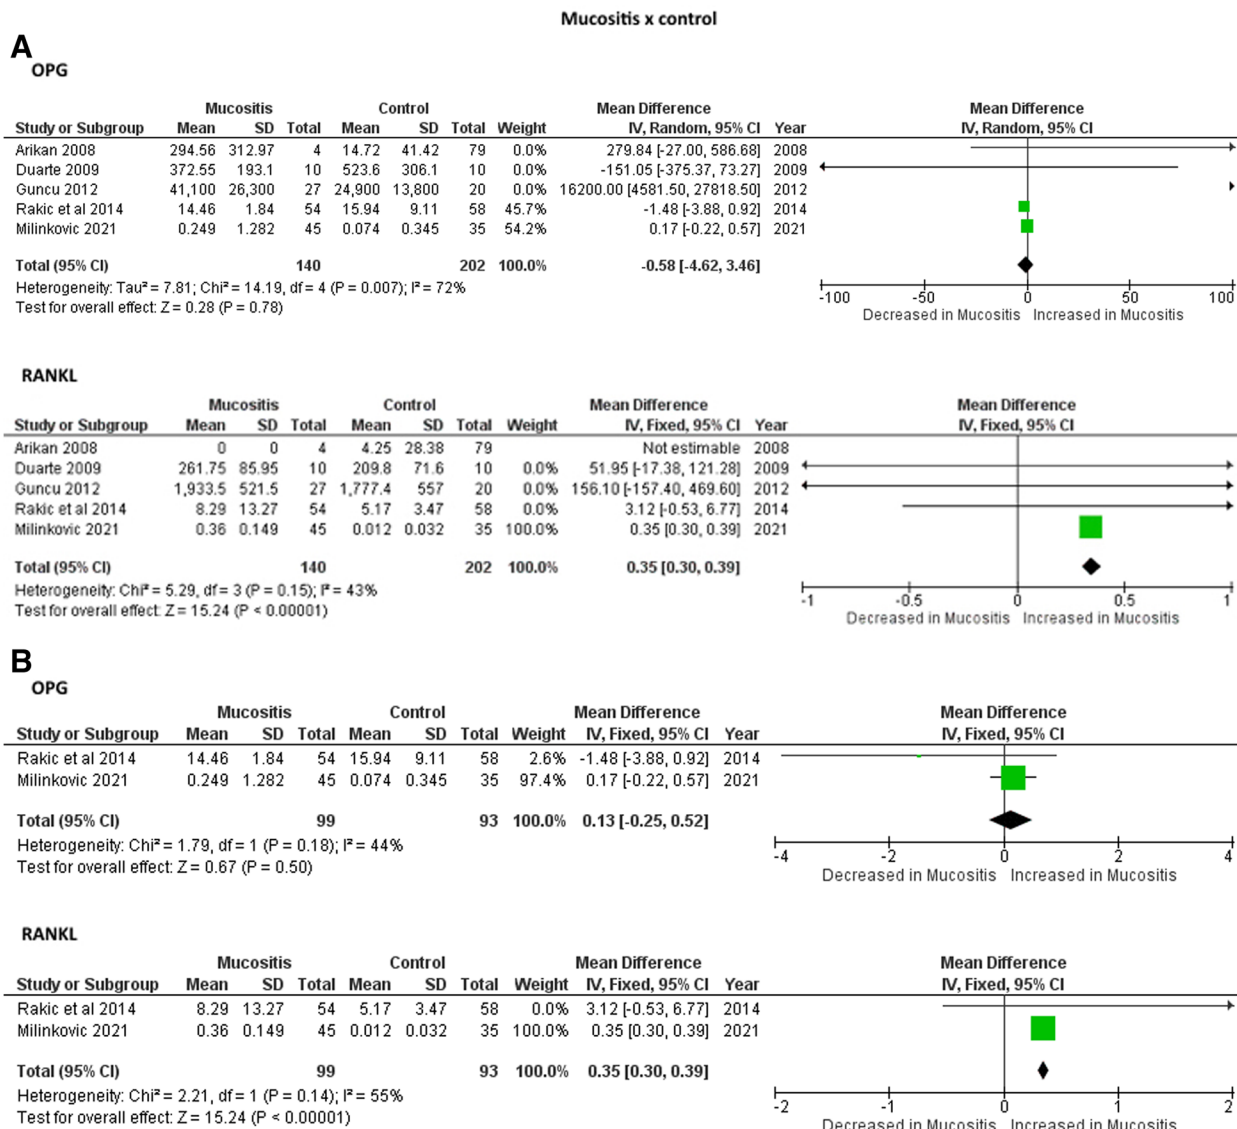 Mucositis x control
A
OPG
Mucositis Control Mean Difference Mean Difference
Study or Subgroup Mean SD Total Mean SD Total Weight IV, Random, 95% CI Year IV, Random, 95% CI
Arikan 2008 294.56 312.97 4 14.72 41.42 79 0.0% 279.84 [-27.00, 586.68] 2008
Duarte 2009 372.55 193.1 10 523.6 306.1 10 0.0% -151.05 [-375.37, 73.27] 2009
Guncu 2012 41,100 26,300 27 24,900 13,800 20 0.0% 16200.00 [4581.50, 27818.50] 2012
Rakic et al 2014 14.46 1.84 54 15.94 9.11 58 45.7% -1.48 [-3.88, 0.92] 2014
Milinkovic 2021 0.249 1.282 45 0.074 0.345 35 54.2% 0.17 [-0.22, 0.57] 2021
Total (95% CI) 140 202 100.0% -0.58 [-4.62, 3.46]
Heterogeneity: Tau² = 7.81; Chi² = 14.19, df = 4 (P = 0.007); I² = 72%
Test for overall effect: Z = 0.28 (P = 0.78)
-100 -50 0 50 100
Decreased in Mucositis Increased in Mucositis
RANKL
Mucositis Control Mean Difference Mean Difference
Study or Subgroup Mean SD Total Mean SD Total Weight IV, Fixed, 95% CI Year IV, Fixed, 95% CI
Arikan 2008 0 0 4 4.25 28.38 79 Not estimable 2008
Duarte 2009 261.75 85.95 10 209.8 71.6 10 0.0% 51.95 [-17.38, 121.28] 2009
Guncu 2012 1,933.5 521.5 27 1,777.4 557 20 0.0% 156.10 [-157.40, 469.60] 2012
Rakic et al 2014 8.29 13.27 54 5.17 3.47 58 0.0% 3.12 [-0.53, 6.77] 2014
Milinkovic 2021 0.36 0.149 45 0.012 0.032 35 100.0% 0.35 [0.30, 0.39] 2021
Total (95% CI) 140 202 100.0% 0.35 [0.30, 0.39]
Heterogeneity: Chi² = 5.29, df = 3 (P = 0.15); I² = 43%
Test for overall effect: Z = 15.24 (P < 0.00001)
-1 -0.5 0 0.5 1
Decreased in Mucositis Increased in Mucositis
B
OPG
Mucositis Control Mean Difference Mean Difference
Study or Subgroup Mean SD Total Mean SD Total Weight IV, Fixed, 95% CI Year IV, Fixed, 95% CI
Rakic et al 2014 14.46 1.84 54 15.94 9.11 58 2.6% -1.48 [-3.88, 0.92] 2014
Milinkovic 2021 0.249 1.282 45 0.074 0.345 35 97.4% 0.17 [-0.22, 0.57] 2021
Total (95% CI) 99 93 100.0% 0.13 [-0.25, 0.52]
Heterogeneity: Chi² = 1.79, df = 1 (P = 0.18); I² = 44%
Test for overall effect: Z = 0.67 (P = 0.50)
-4 -2 0 2 4
Decreased in Mucositis Increased in Mucositis
RANKL
Mucositis Control Mean Difference Mean Difference
Study or Subgroup Mean SD Total Mean SD Total Weight IV, Fixed, 95% CI Year IV, Fixed, 95% CI
Rakic et al 2014 8.29 13.27 54 5.17 3.47 58 0.0% 3.12 [-0.53, 6.77] 2014
Milinkovic 2021 0.36 0.149 45 0.012 0.032 35 100.0% 0.35 [0.30, 0.39] 2021
Total (95% CI) 99 93 100.0% 0.35 [0.30, 0.39]
Heterogeneity: Chi² = 2.21, df = 1 (P = 0.14); I² = 55%
Test for overall effect: Z = 15.24 (P < 0.00001)
-2 -1 0 1 2
Decreased in Mucositis Increased in Mucositis